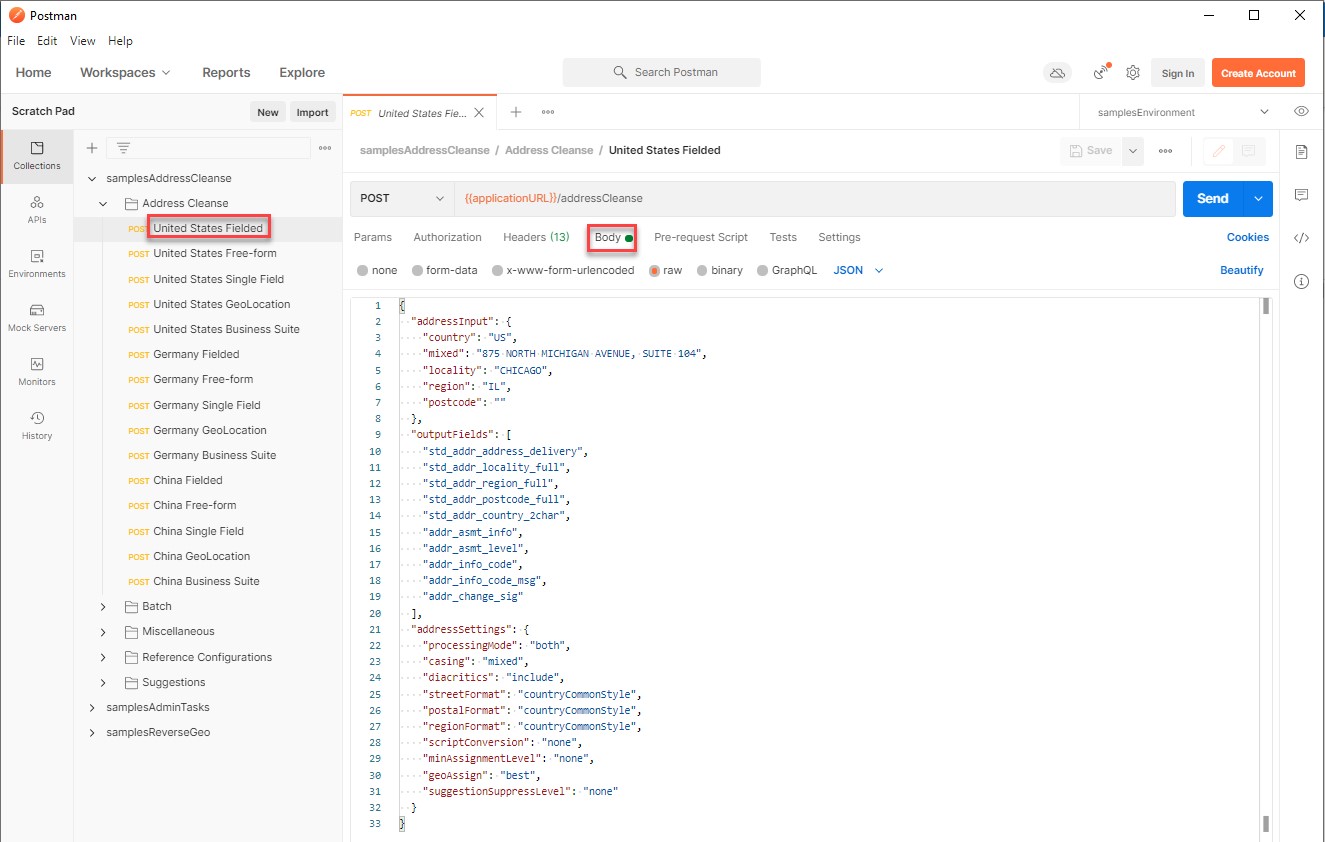 Postman
File Edit View Help
Home Workspaces Reports Explore Search Postman Sign In Create Account
Scratch Pad New Import POST United States Fie... samplesEnvironment
Collections
APIs
Environments
Mock Servers
Monitors
History
samplesAddressCleanse
Address Cleanse
POST United States Fielded
POST United States Free-form
POST United States Single Field
POST United States GeoLocation
POST United States Business Suite
POST Germany Fielded
POST Germany Free-form
POST Germany Single Field
POST Germany GeoLocation
POST Germany Business Suite
POST China Fielded
POST China Free-form
POST China Single Field
POST China GeoLocation
POST China Business Suite
Batch
Miscellaneous
Reference Configurations
Suggestions
samplesAdminTasks
samplesReverseGeo
samplesAddressCleanse / Address Cleanse / United States Fielded Save
POST {{applicationURL}}/addressCleanse Send
Params Authorization Headers (13) Body Pre-request Script Tests Settings Cookies
none form-data x-www-form-urlencoded raw binary GraphQL JSON Beautify
1 {
2 "addressInput": {
3 "country": "US",
4 "mixed": "875 NORTH MICHIGAN AVENUE, SUITE 104",
5 "locality": "CHICAGO",
6 "region": "IL",
7 "postcode": ""
8 },
9 "outputFields": [
10 "std_addr_address_delivery",
11 "std_addr_locality_full",
12 "std_addr_region_full",
13 "std_addr_postcode_full",
14 "std_addr_country_2char",
15 "addr_asmt_info",
16 "addr_asmt_level",
17 "addr_info_code",
18 "addr_info_code_msg",
19 "addr_change_sig"
20 ],
21 "addressSettings": {
22 "processingMode": "both",
23 "casing": "mixed",
24 "diacritics": "include",
25 "streetFormat": "countryCommonStyle",
26 "postalFormat": "countryCommonStyle",
27 "regionFormat": "countryCommonStyle",
28 "scriptConversion": "none",
29 "minAssignmentLevel": "none",
30 "geoAssign": "best",
31 "suggestionSuppressLevel": "none"
32 }
33 }